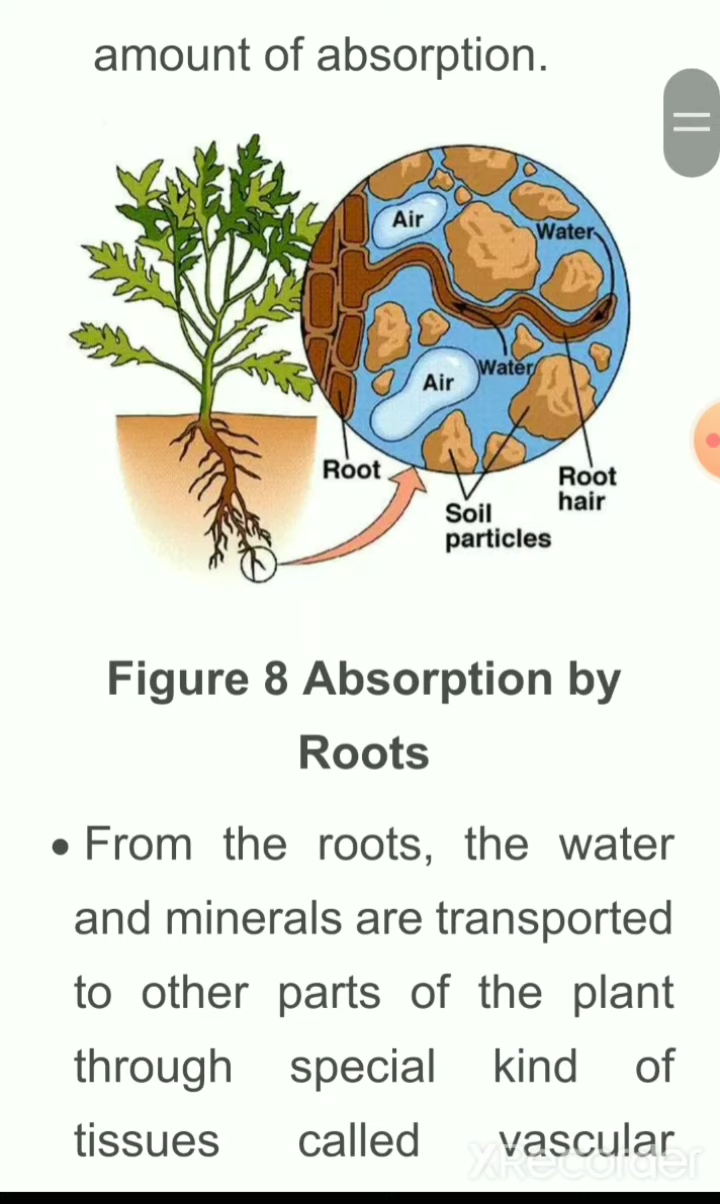 amount of absorption.
Air
Water
Water
Air
Root
Root
hair
Soil
particles
Figure 8 Absorption by
Roots
• From the roots, the water
and minerals are transported
to other parts of the plant
through special kind of
tissues called vascular
XRecorder